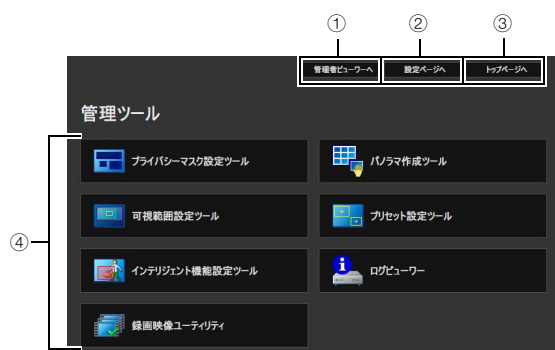 ① ② ③
管理者ビューワーへ 設定ページへ トップページへ
管理ツール
④
プライバシーマスク設定ツール パノラマ作成ツール
可視範囲設定ツール プリセット設定ツール
インテリジェント機能設定ツール ログビューワー
録画映像ユーティリティ